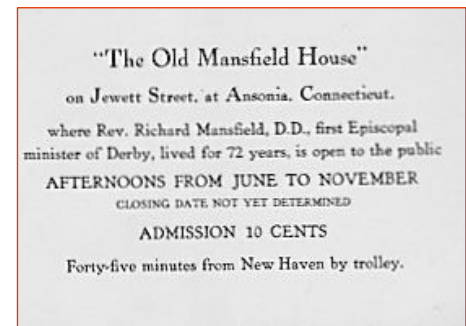 "The Old Mansfield House"
on Jewett Street, at Ansonia, Connecticut.
where Rev. Richard Mansfield, D.D., first Episcopal
minister of Derby, lived for 72 years, is open to the public
AFTERNOONS FROM JUNE TO NOVEMBER
CLOSING DATE NOT YET DETERMINED
ADMISSION 10 CENTS
Forty-five minutes from New Haven by trolley.